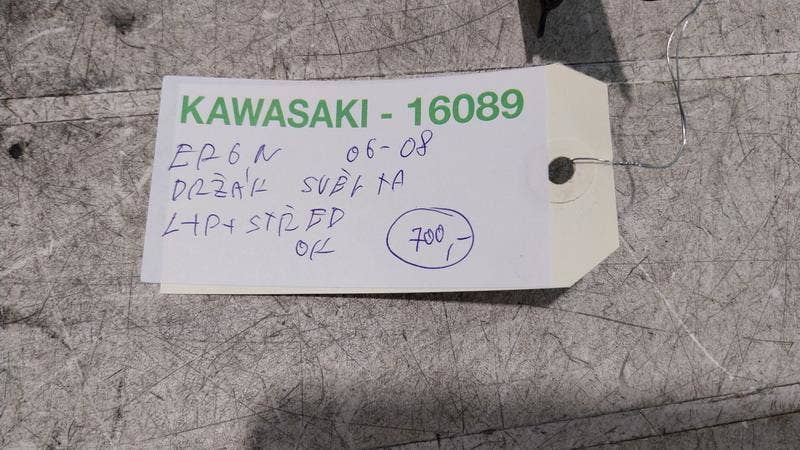 KAWASAKI - 16089
ER6N 06-08
DRŽÁK SVĚTLA
L+P+STŘED
OK 700,-